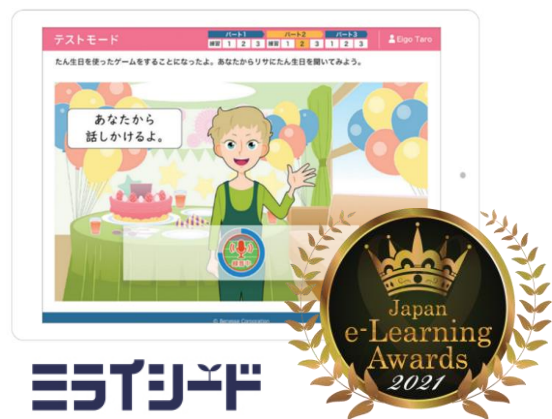 テストモード
パート1
パート2
パート3
練習 1 2 3 練習 1 2 3 1 2 3
Eigo Taro
たん生日を使ったゲームをすることになったよ。あなたからリサにたん生日を聞いてみよう。
あなたから
話しかけるよ。
録音中
© Benesse Corporation
Japan
e-Learning
Awards
2021
ミライシード